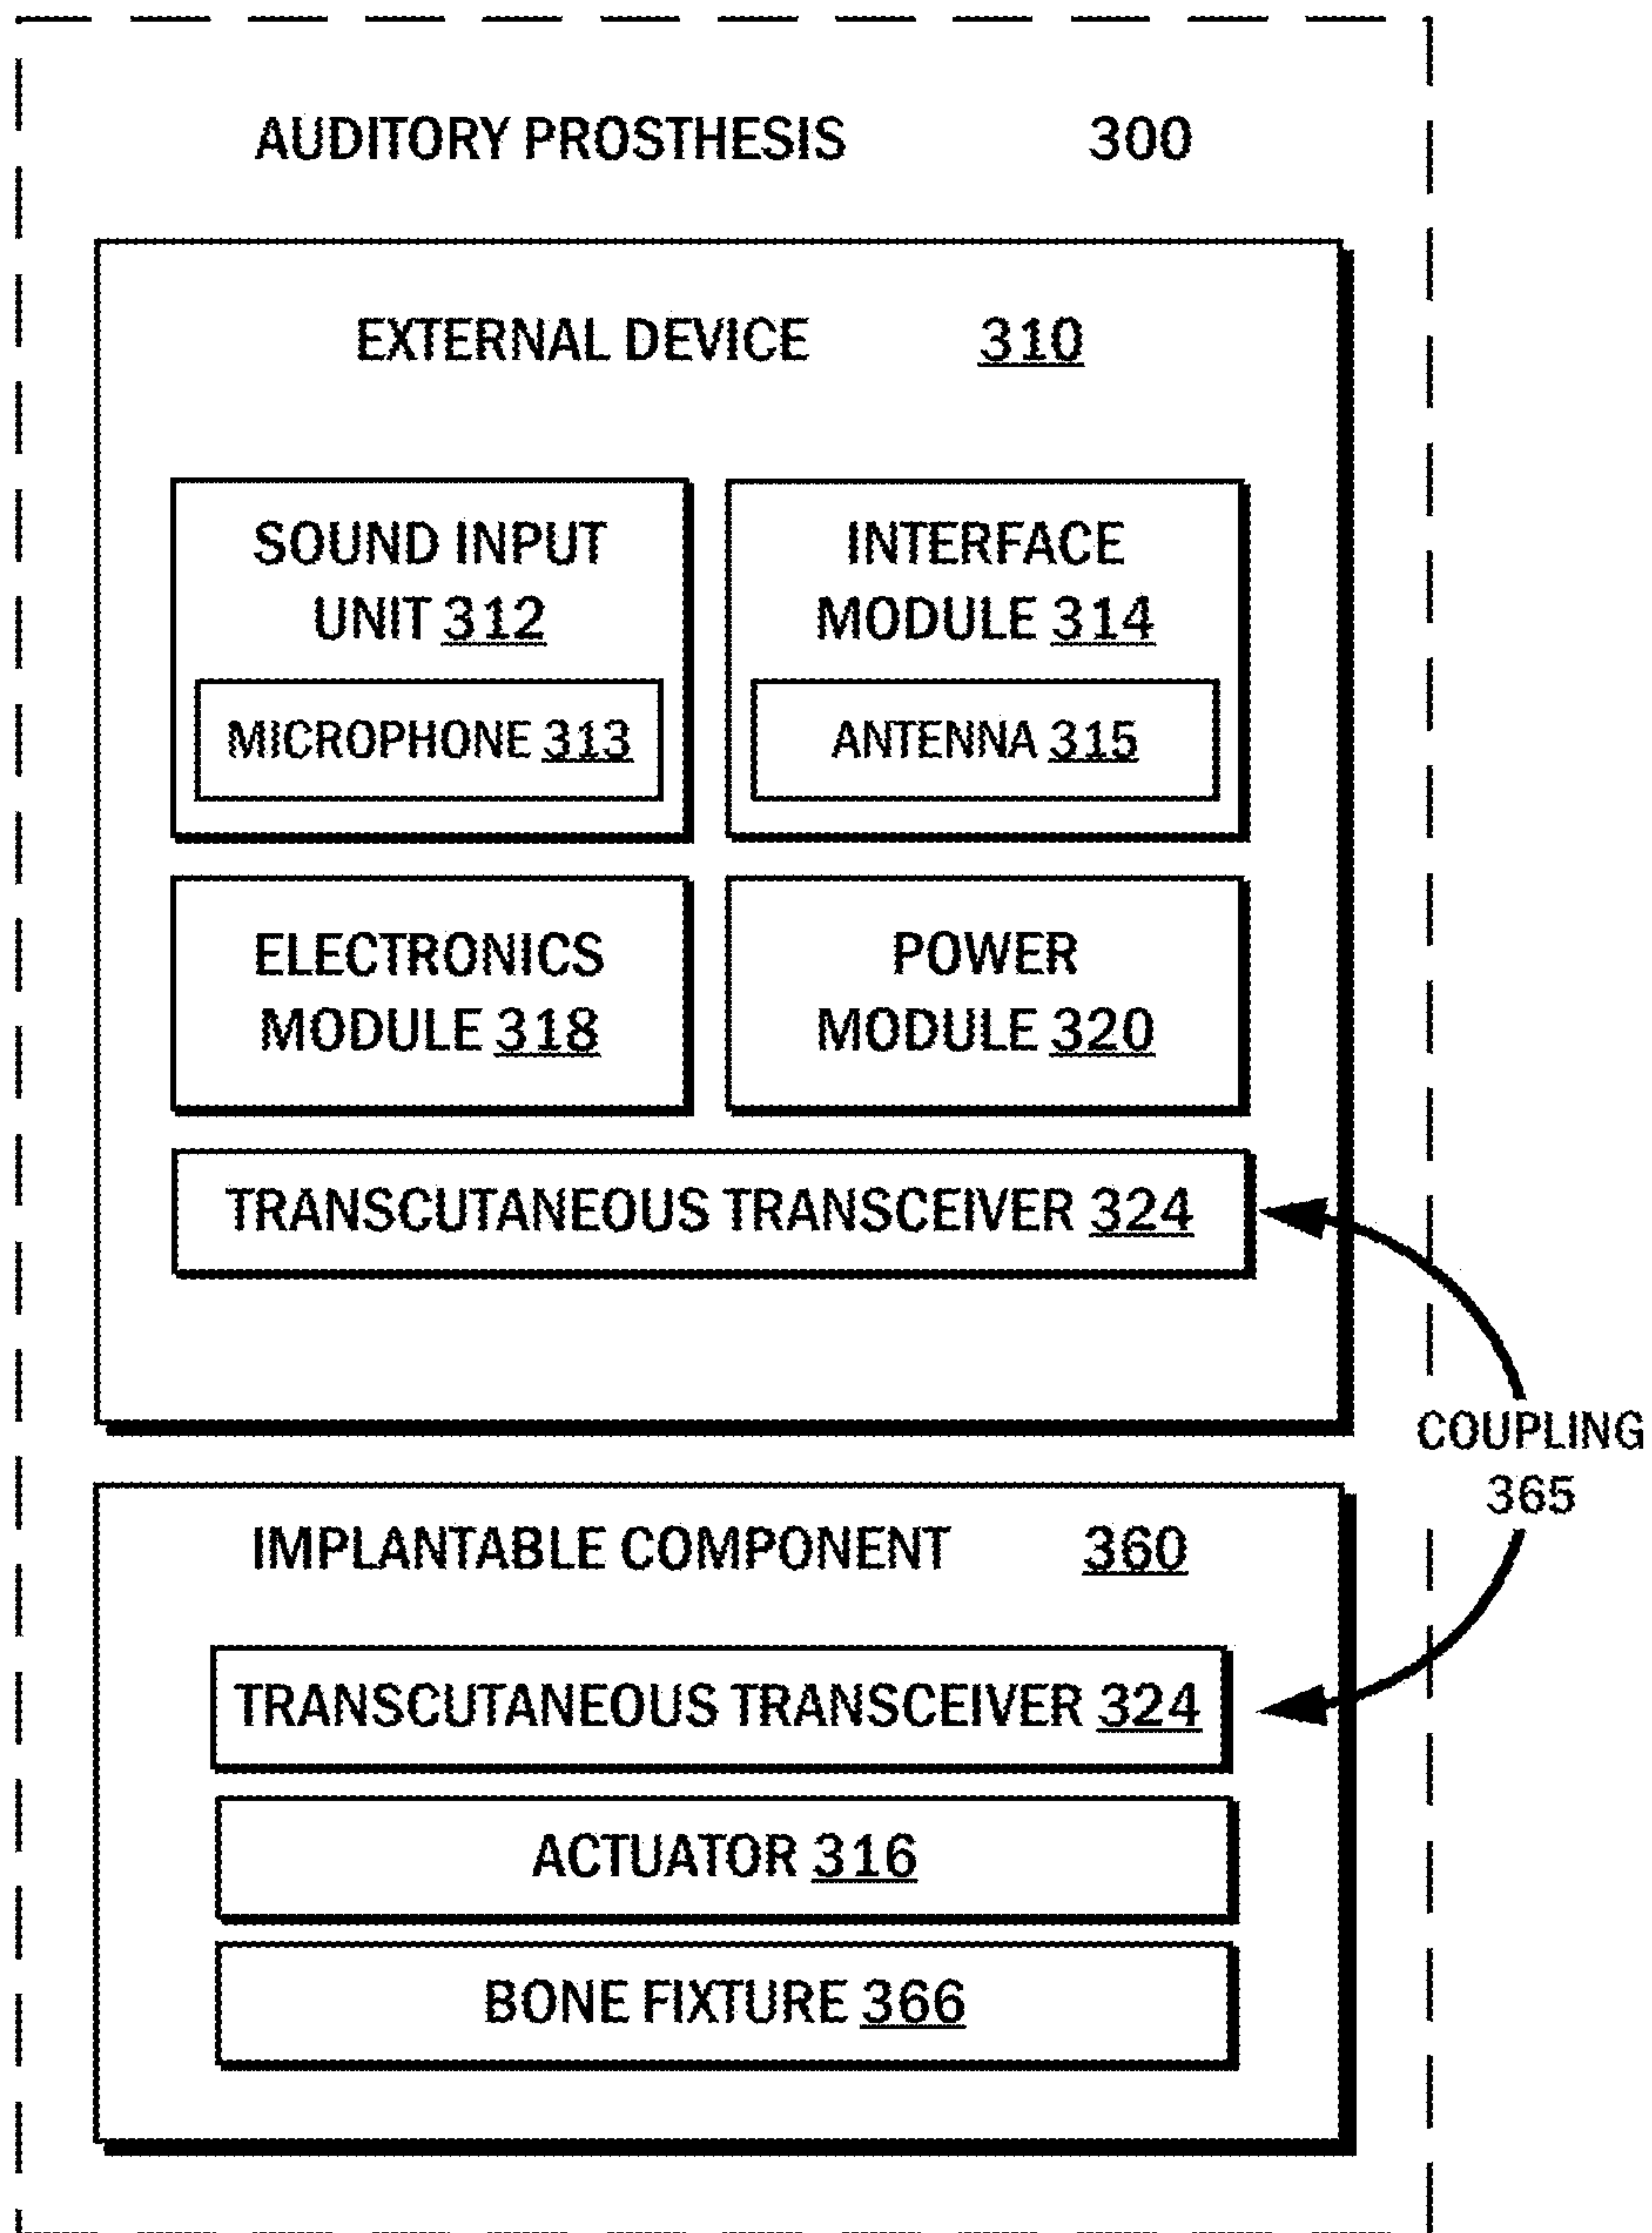 AUDITORY PROSTHESIS 300
EXTERNAL DEVICE 310
SOUND INPUT
UNIT 312
MICROPHONE 313
INTERFACE
MODULE 314
ANTENNA 315
ELECTRONICS
MODULE 318
POWER
MODULE 320
TRANSCUTANEOUS TRANSCEIVER 324
COUPLING
365
IMPLANTABLE COMPONENT 360
TRANSCUTANEOUS TRANSCEIVER 324
ACTUATOR 316
BONE FIXTURE 366